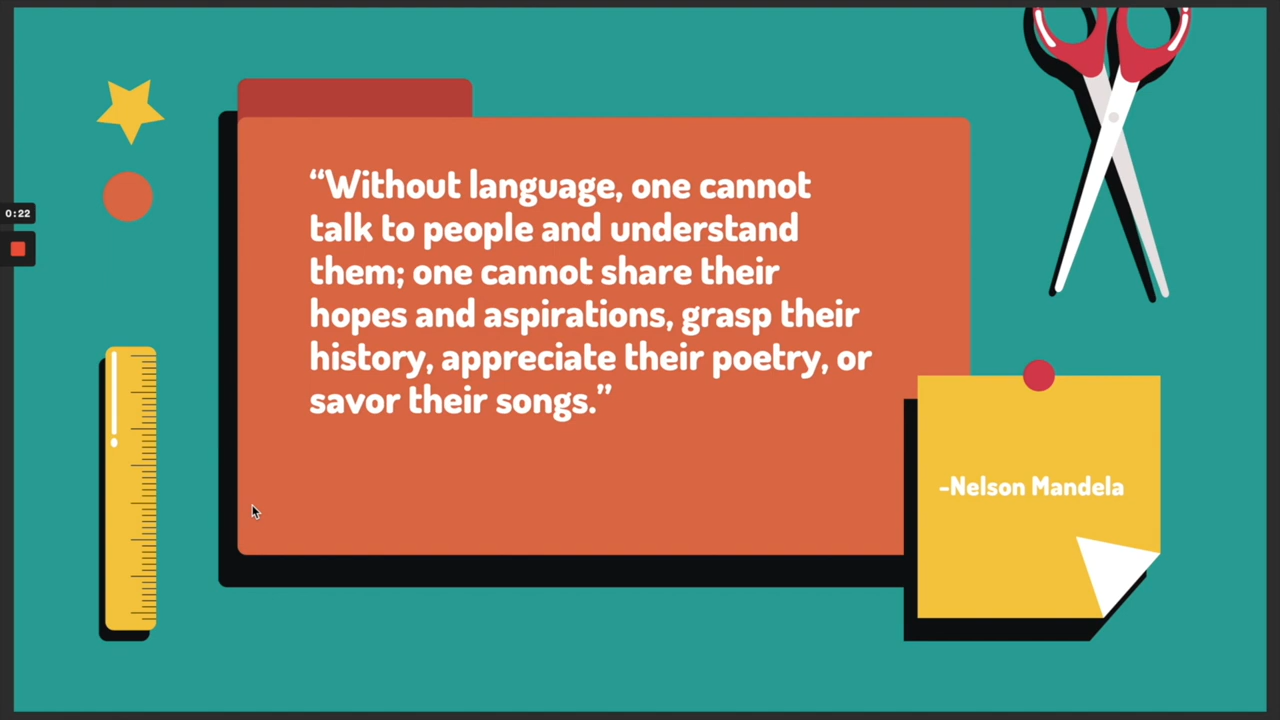 0:22
“Without language, one cannot
talk to people and understand
them; one cannot share their
hopes and aspirations, grasp their
history, appreciate their poetry, or
savor their songs.”
-Nelson Mandela